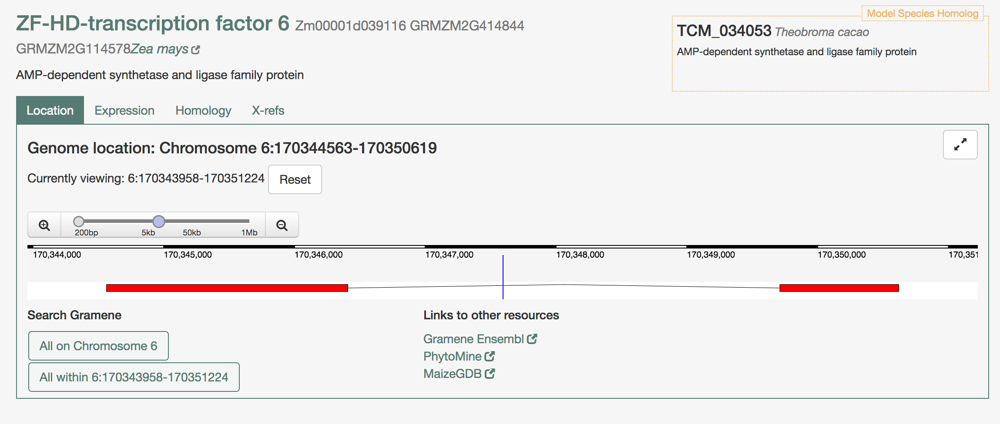 ZF-HD-transcription factor 6 Zm00001d039116 GRMZM2G414844
GRMZM2G114578Zea mays
AMP-dependent synthetase and ligase family protein
Model Species Homolog
TCM_034053 Theobroma cacao
AMP-dependent synthetase and ligase family protein
Location Expression Homology X-refs
Genome location: Chromosome 6:170344563-170350619
Currently viewing: 6:170343958-170351224 Reset
200bp 5kb 50kb 1Mb
170,344,000 170,345,000 170,346,000 170,347,000 170,348,000 170,349,000 170,350,000 170,351
Search Gramene
All on Chromosome 6
All within 6:170343958-170351224
Links to other resources
Gramene Ensembl
PhytoMine
MaizeGDB